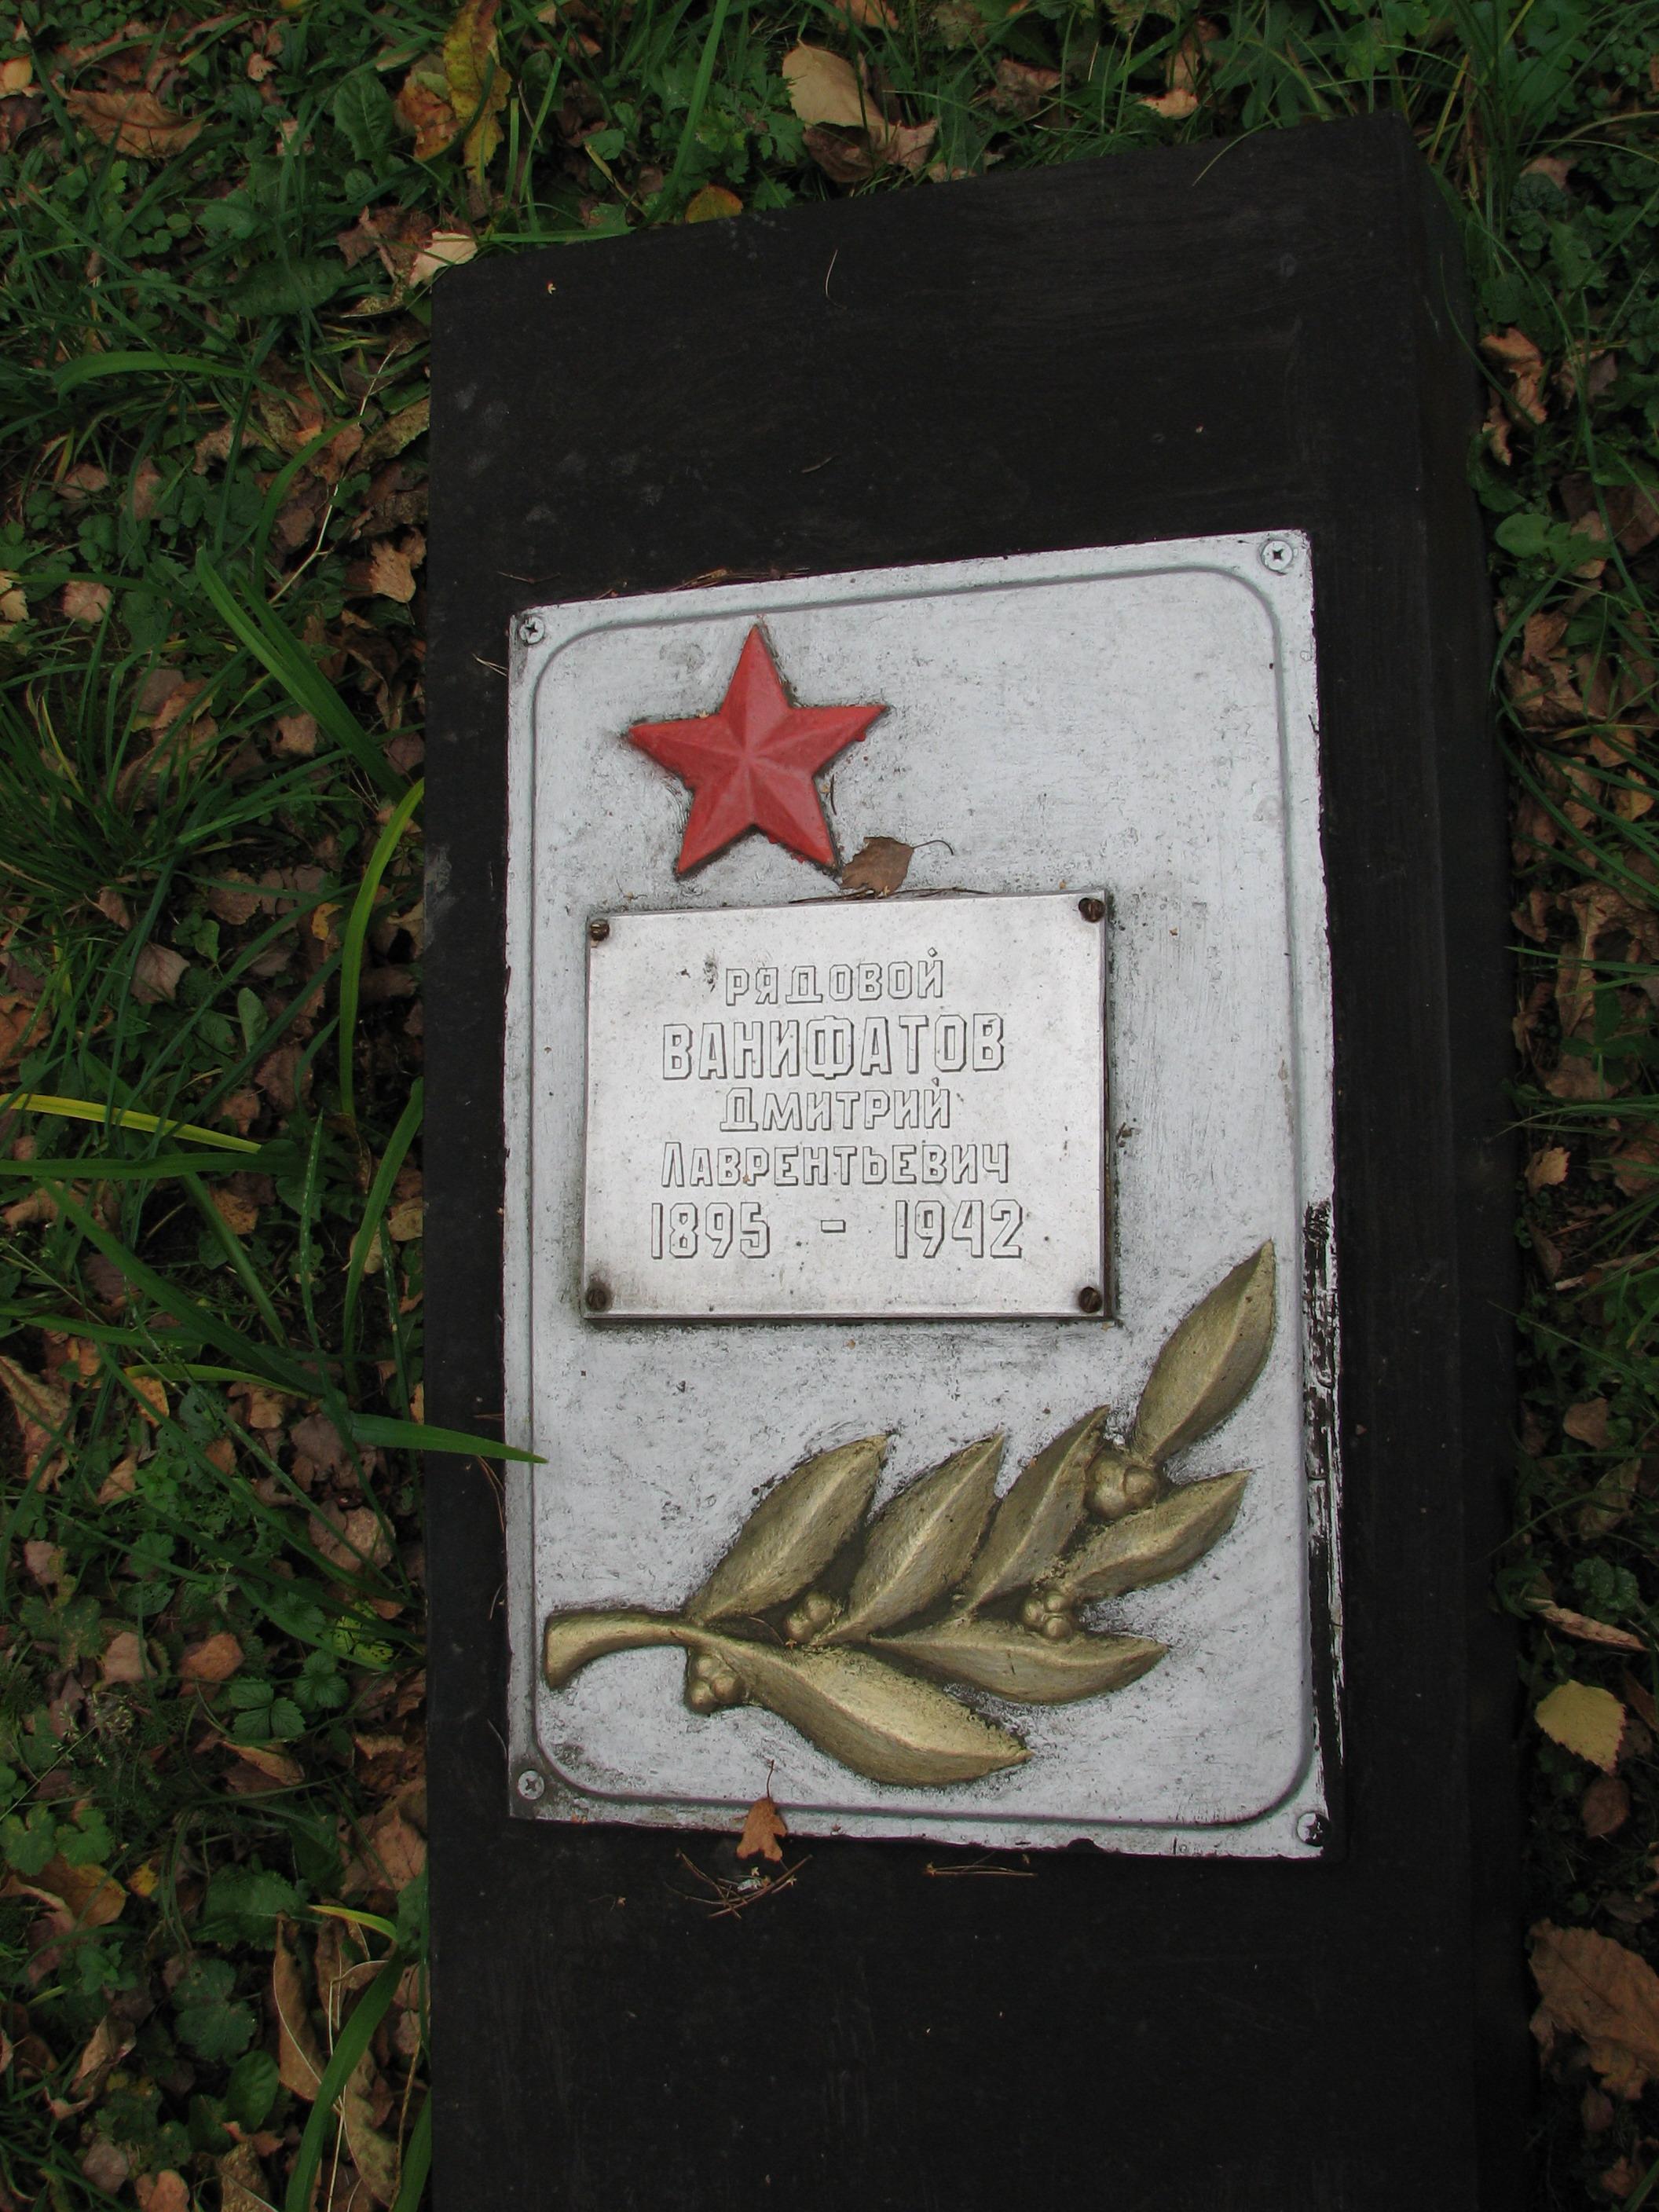 РЯДОВОЙ
ВАНИФАТОВ
ДМИТРИЙ
ЛАВРЕНТЬЕВИЧ
1895 - 1942